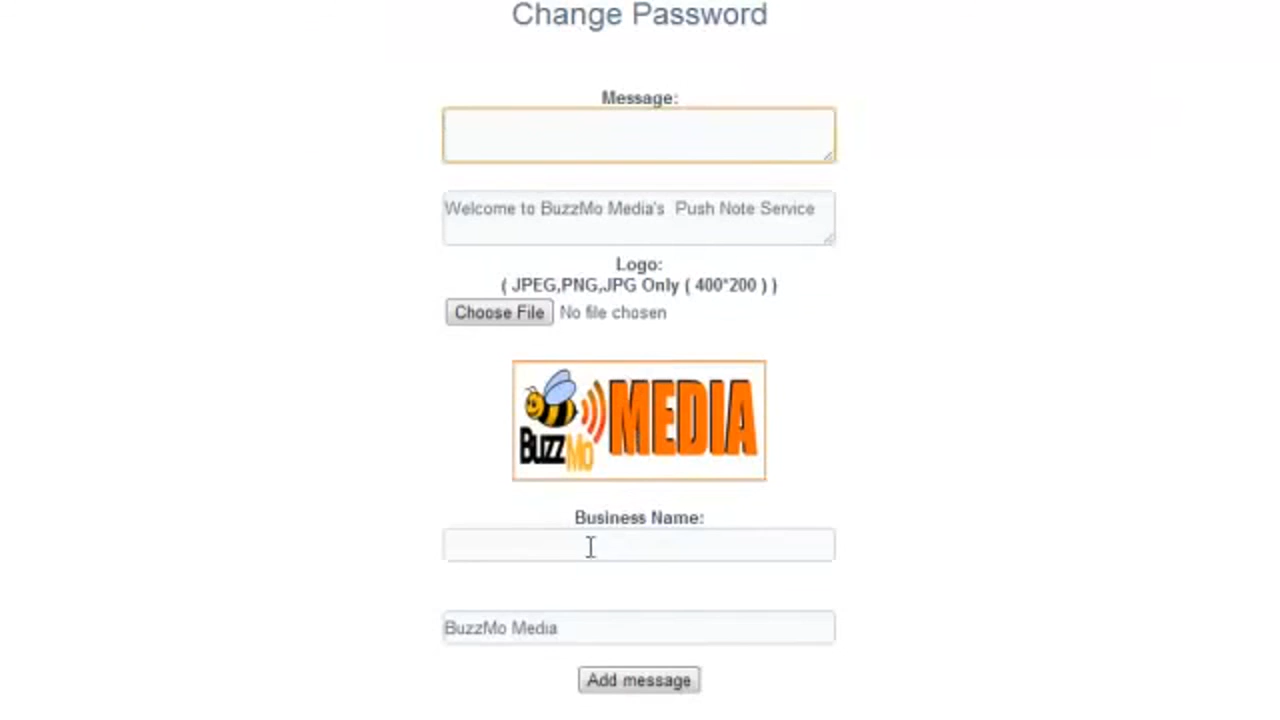 Change Password
Message:
Welcome to BuzzMo Media's  Push Note Service
Logo:
( JPEG,PNG,JPG Only ( 400*200 ) )
Choose File No file chosen
BuzzMo MEDIA
Business Name:
BuzzMo Media
Add message